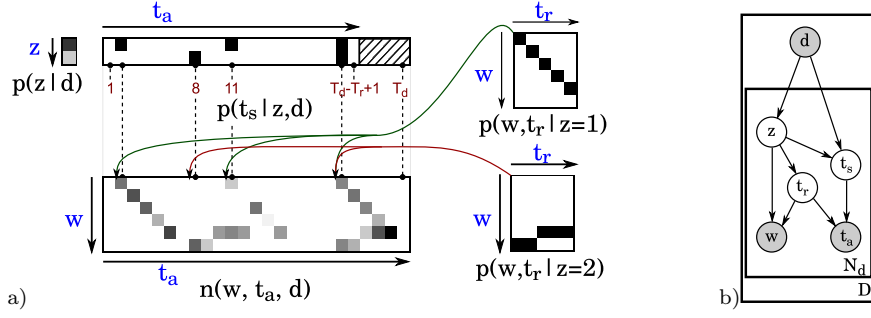 t_a
z
p(z|d)
1
8
11
T_d-T_r+1
T_d
p(t_s|z,d)
w
t_a
n(w, t_a, d)
a)
t_r
w
p(w,t_r|z=1)
t_r
w
p(w,t_r|z=2)
d
z
t_s
t_r
w
t_a
N_d
D
b)